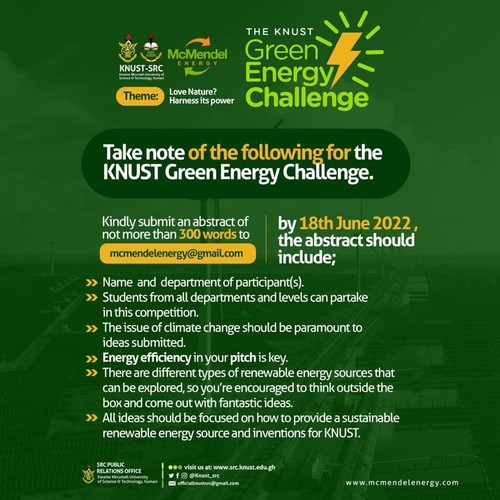 THE KNUST
Green
Energy
Challenge
KNUST-SRC
Kwame Nkrumah University of
Science & Technology, Kumasi
McMendel
ENERGY
Theme:
Love Nature?
Harness its power
Take note of the following for the
KNUST Green Energy Challenge.
Kindly submit an abstract of
not more than 300 words to
mcmendelenergy@gmail.com
by 18th June 2022 ,
the abstract should
include;
Name and department of participant(s).
Students from all departments and levels can partake
in this competition.
The issue of climate change should be paramount to
ideas submitted.
Energy efficiency in your pitch is key.
There are different types of renewable energy sources that
can be explored, so you're encouraged to think outside the
box and come out with fantastic ideas.
All ideas should be focused on how to provide a sustainable
renewable energy source and inventions for KNUST.
SRC PUBLIC
RELATIONS OFFICE
Kwame Nkrumah University
of Science & Technology, Kumasi
visit us at: www.src.knust.edu.gh
@Knust_src
officialknustsrc@gmail.com
www.mcmendelenergy.com